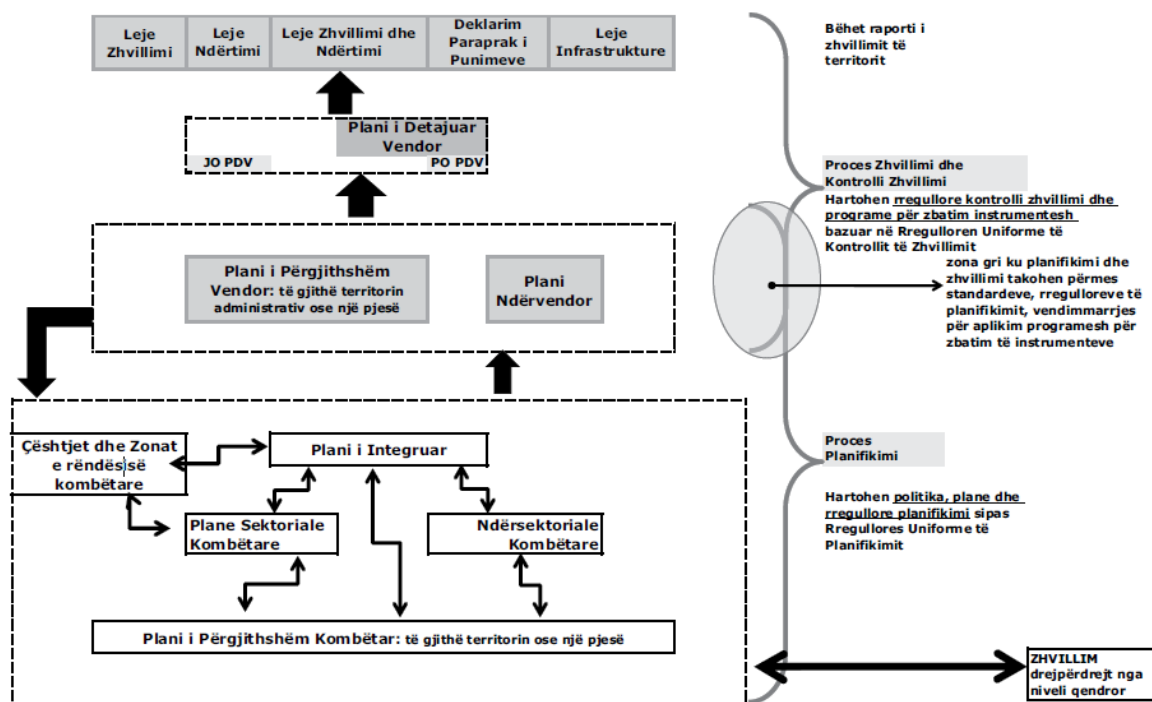 Leje
Zhvillimi
Leje
Ndërtimi
Leje Zhvillimi dhe
Ndërtimi
Deklarim
Paraprak i
Punimeve
Leje
Infrastrukture
Bëhet raporti i
zhvillimit të
territorit
Plani i Detajuar
Vendor
JO PDV
PO PDV
Proces Zhvillimi dhe
Kontrolli Zhvillimi
Hartohen rregullore kontrolli zhvillimi dhe
programe për zbatim instrumentesh
bazuar në Rregulloren Uniforme të
Kontrollit të Zhvillimit
Plani i Përgjithshëm
Vendor: të gjithë territorin
administrativ ose një pjesë
Plani
Ndërvendor
zona gri ku planifikimi dhe
zhvillimi takohen përmes
standardeve, rregulloreve të
planifikimit, vendimmarrjes
për aplikim programesh për
zbatim të instrumenteve
Çështjet dhe Zonat
e rëndësisë
kombëtare
Plani i Integruar
Plane Sektoriale
Kombëtare
Ndërsektoriale
Kombëtare
Plani i Përgjithshëm Kombëtar: të gjithë territorin ose një pjesë
Proces
Planifikimi
Hartohen politika, plane dhe
rregullore planifikimi sipas
Rregullores Uniforme të
Planifikimit
ZHVILLIM
drejpërdrejt nga
niveli qendror